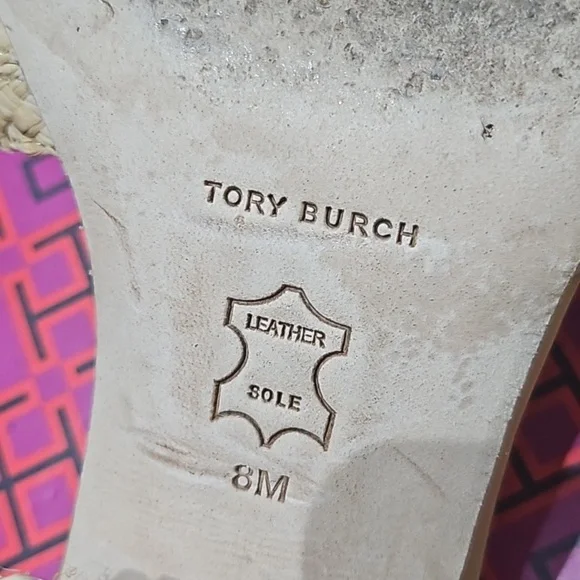 TORY BURCH
LEATHER
SOLE
8M